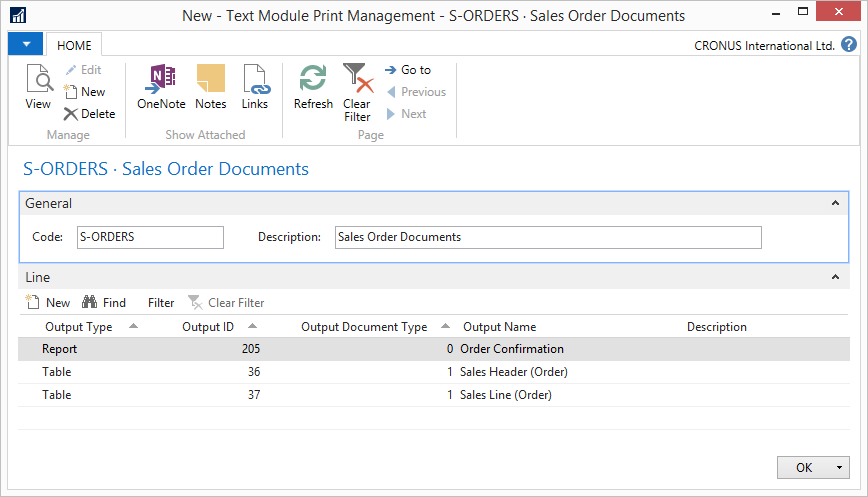 New - Text Module Print Management - S-ORDERS · Sales Order Documents
HOME
CRONUS International Ltd.
View
Edit
New
Delete
Manage
OneNote
Notes
Links
Show Attached
Refresh
Clear
Filter
Go to
Previous
Next
Page
S-ORDERS · Sales Order Documents
General
Code: S-ORDERS Description: Sales Order Documents
Line
New Find Filter Clear Filter
Output Type Output ID Output Document Type Output Name Description
Report 205 0 Order Confirmation
Table 36 1 Sales Header (Order)
Table 37 1 Sales Line (Order)
OK